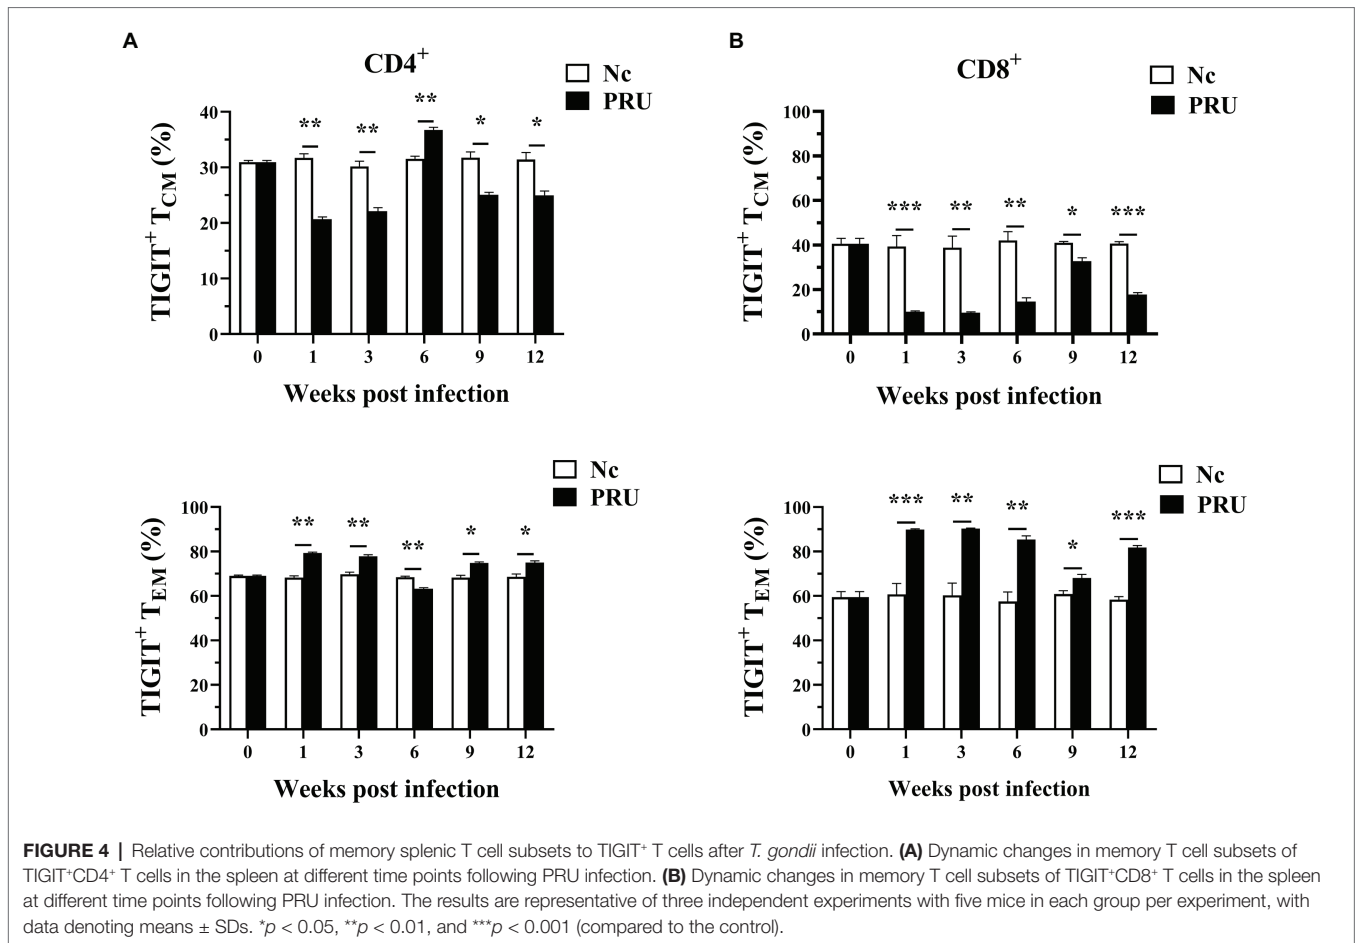 A
CD4+
Nc
PRU
TIGIT+ TCM (%)
40
30
20
10
0
** ** ** * *
0 1 3 6 9 12
Weeks post infection
B
CD8+
Nc
PRU
TIGIT+ TCM (%)
100
80
60
40
20
0
*** ** ** * ***
0 1 3 6 9 12
Weeks post infection
Nc
PRU
TIGIT+ TEM (%)
100
80
60
40
20
0
** ** ** * *
0 1 3 6 9 12
Weeks post infection
Nc
PRU
TIGIT+ TEM (%)
100
80
60
40
20
0
*** ** ** * ***
0 1 3 6 9 12
Weeks post infection
FIGURE 4 | Relative contributions of memory splenic T cell subsets to TIGIT+ T cells after T. gondii infection. (A) Dynamic changes in memory T cell subsets of
TIGIT+CD4+ T cells in the spleen at different time points following PRU infection. (B) Dynamic changes in memory T cell subsets of TIGIT+CD8+ T cells in the spleen
at different time points following PRU infection. The results are representative of three independent experiments with five mice in each group per experiment, with
data denoting means ± SDs. *p < 0.05, **p < 0.01, and ***p < 0.001 (compared to the control).